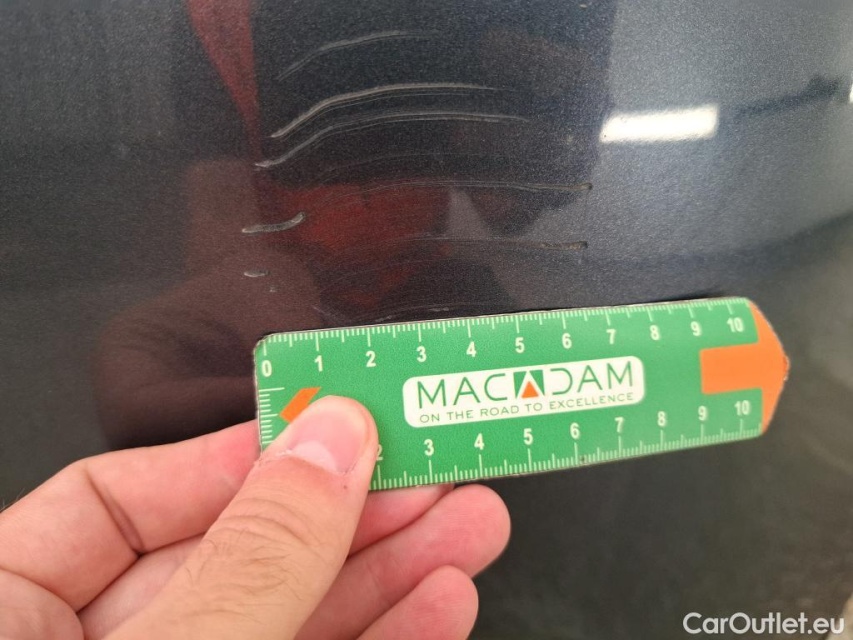 0 1 2 3 4 5 6 7 8 9 10
MACADAM
ON THE ROAD TO EXCELLENCE
2 3 4 5 6 7 8 9 10
CarOutlet.eu